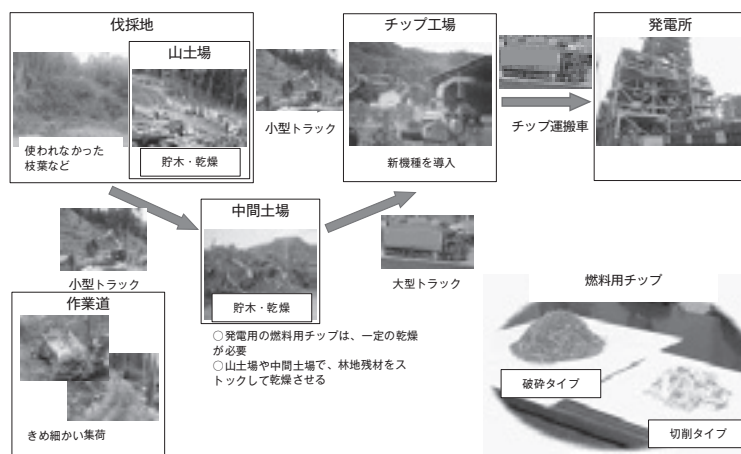 伐採地
山土場
使われなかった
枝葉など
貯木・乾燥
小型トラック
チップ工場
新機種を導入
チップ運搬車
発電所
小型トラック
中間土場
貯木・乾燥
大型トラック
○発電用の燃料用チップは、一定の乾燥
が必要
○山土場や中間土場で、林地残材をス
トックして乾燥させる
作業道
きめ細かい集荷
燃料用チップ
破砕タイプ
切削タイプ